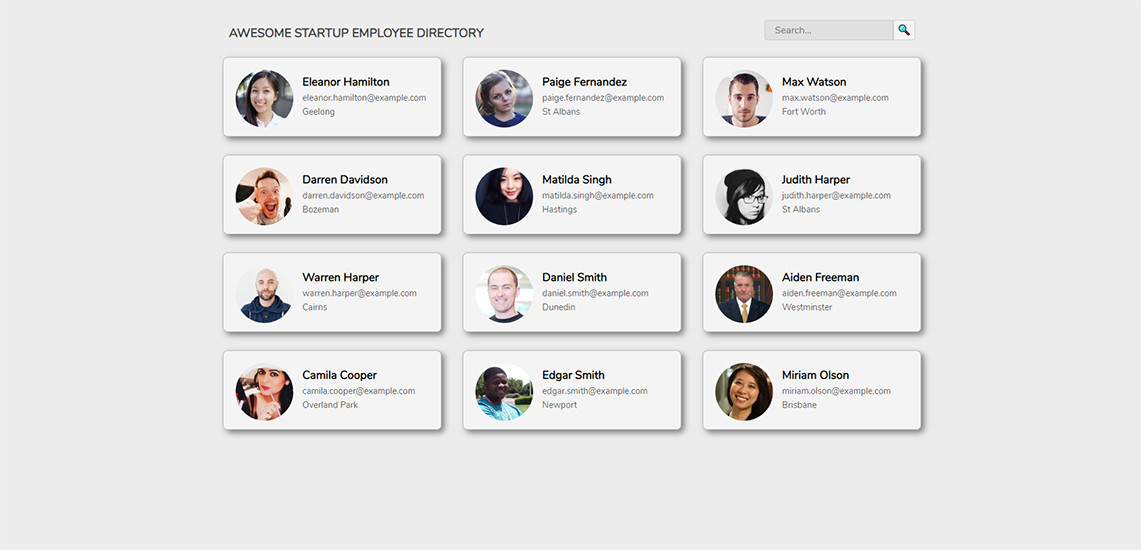 AWESOME STARTUP EMPLOYEE DIRECTORY
Search...
Eleanor Hamilton
eleanor.hamilton@example.com
Geelong
Paige Fernandez
paige.fernandez@example.com
St Albans
Max Watson
max.watson@example.com
Fort Worth
Darren Davidson
darren.davidson@example.com
Bozeman
Matilda Singh
matilda.singh@example.com
Hastings
Judith Harper
judith.harper@example.com
St Albans
Warren Harper
warren.harper@example.com
Cairns
Daniel Smith
daniel.smith@example.com
Dunedin
Aiden Freeman
aiden.freeman@example.com
Westminster
Camila Cooper
camila.cooper@example.com
Overland Park
Edgar Smith
edgar.smith@example.com
Newport
Miriam Olson
miriam.olson@example.com
Brisbane